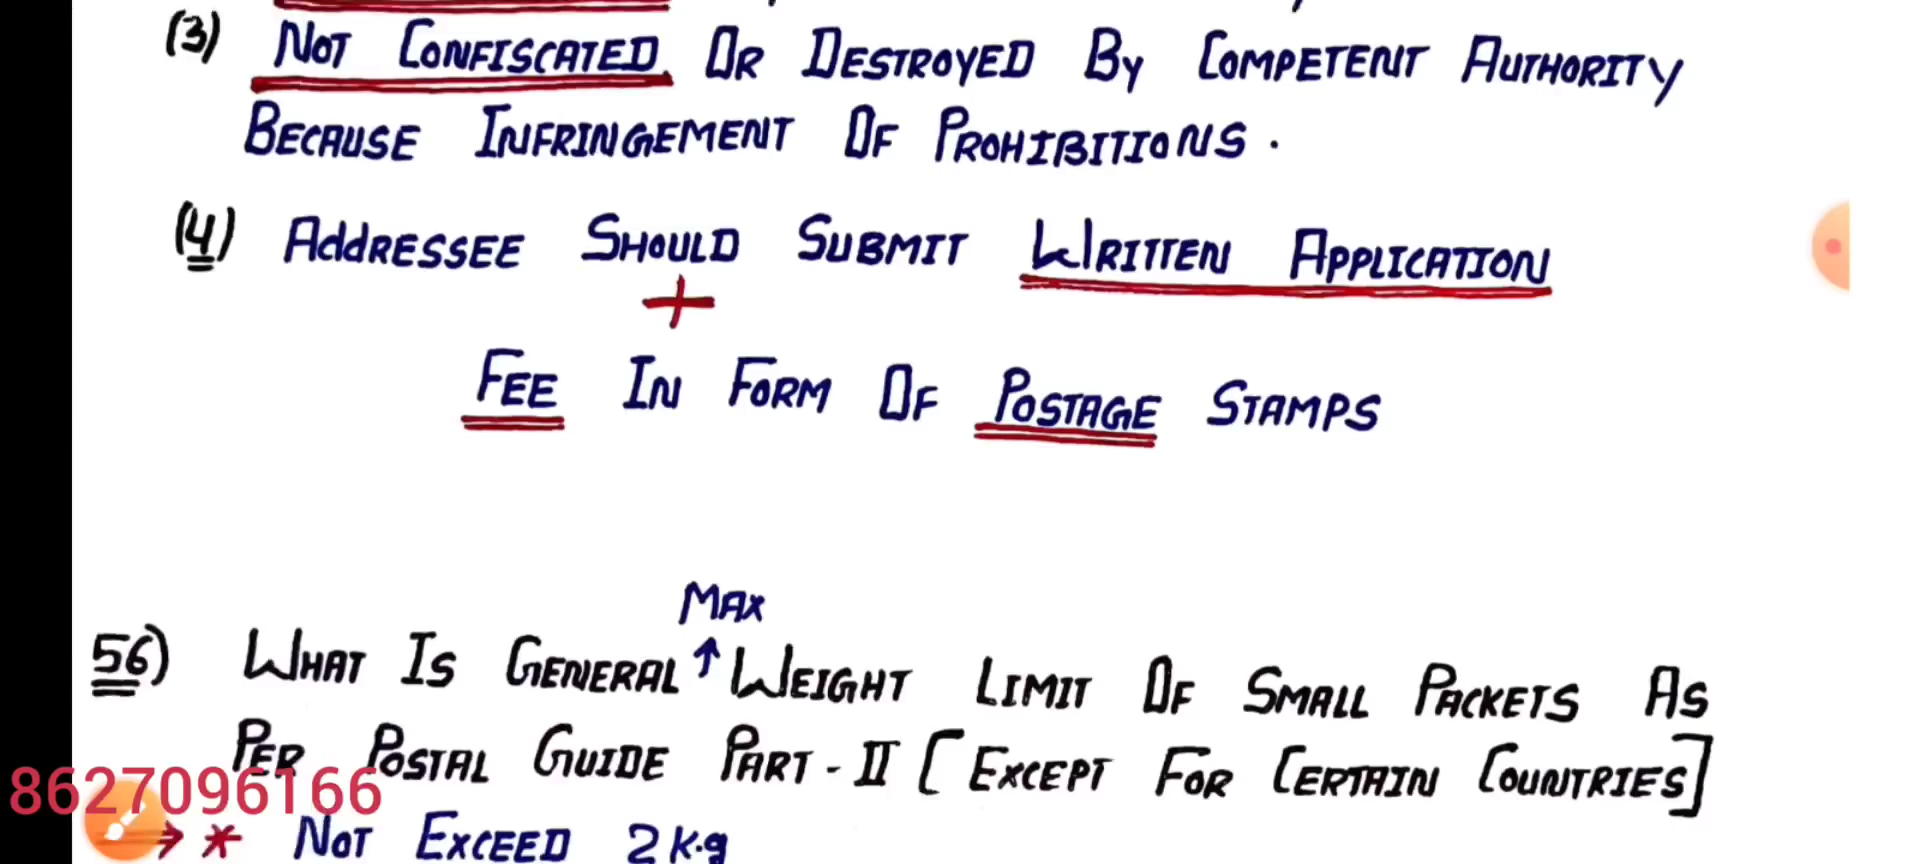 (3) NOT CONFISCATED OR DESTROYED BY COMPETENT AUTHORITY
BECAUSE INFRINGEMENT OF PROHIBITIONS.
(4) ADDRESSEE SHOULD SUBMIT WRITTEN APPLICATION
+
FEE IN FORM OF POSTAGE STAMPS
MAX
56) WHAT IS GENERAL ↑ WEIGHT LIMIT OF SMALL PACKETS AS
PER POSTAL GUIDE PART-II [EXCEPT FOR CERTAIN COUNTRIES]
8627096166
→ * NOT EXCEED 2 K.g